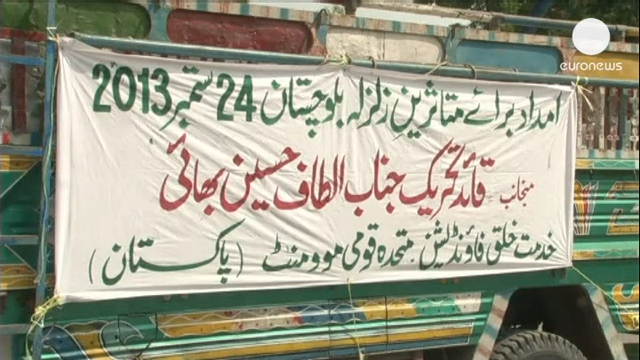 euronews
امداد برائے متاثرین زلزلہ بلوچستان 24 ستمبر 2013
منجانب - قائد تحریک جناب الطاف حسین بھائی
خدمت خلق فاؤنڈیشن متحدہ قومی موومنٹ (پاکستان)